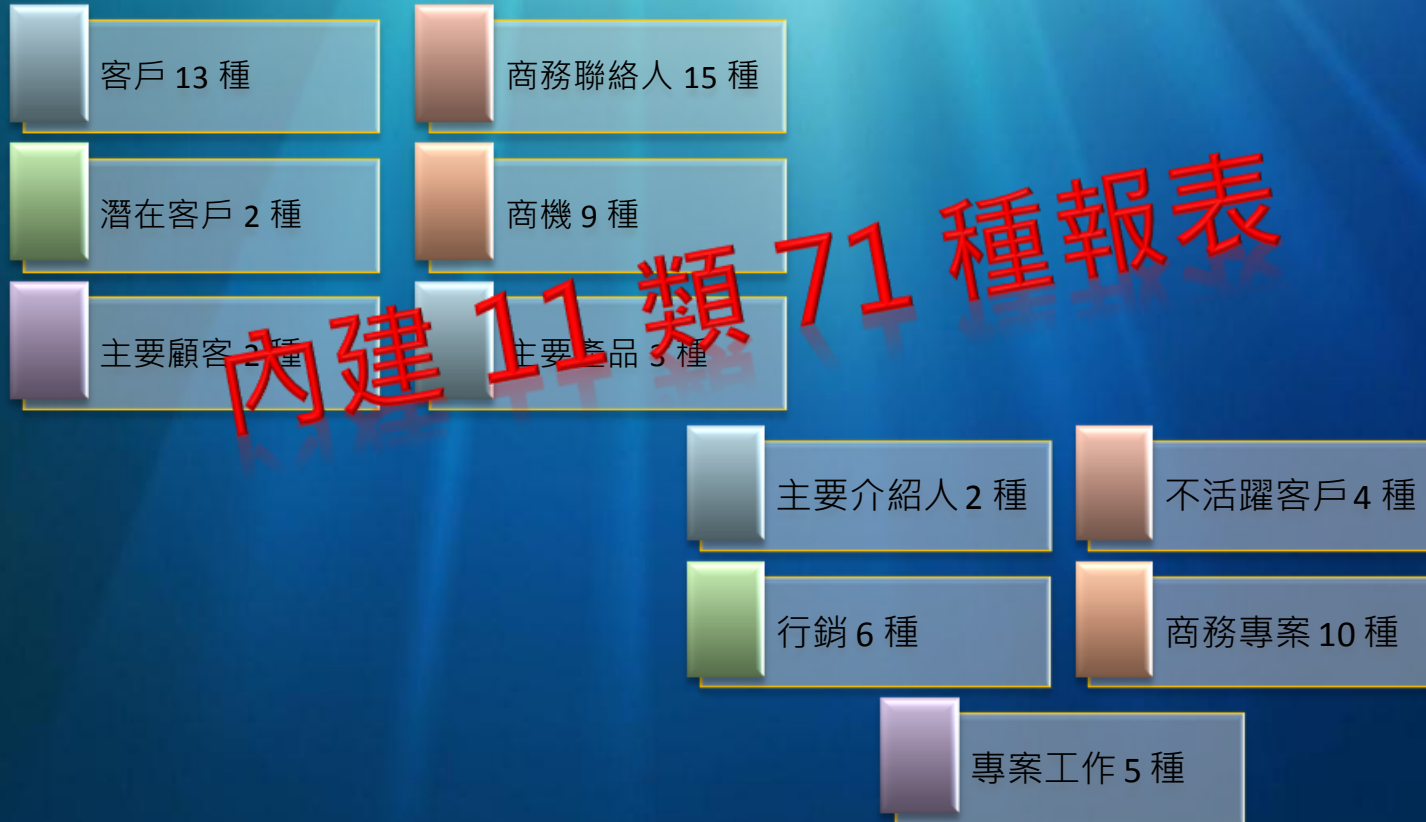 客戶 13 種
商務聯絡人 15 種
潛在客戶 2 種
商機 9 種
主要顧客 2 種
主要產品 3 種
內建 11 類 71 種報表
主要介紹人 2 種
不活躍客戶 4 種
行銷 6 種
商務專案 10 種
專案工作 5 種